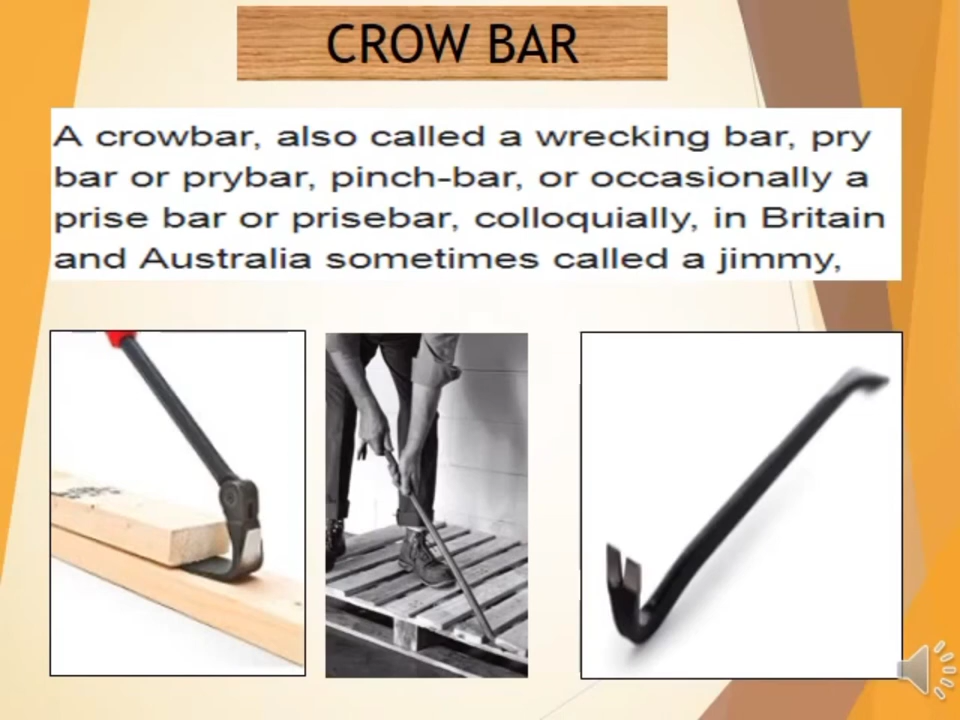 CROW BAR
A crowbar, also called a wrecking bar, pry
bar or prybar, pinch-bar, or occasionally a
prise bar or prisebar, colloquially, in Britain
and Australia sometimes called a jimmy,